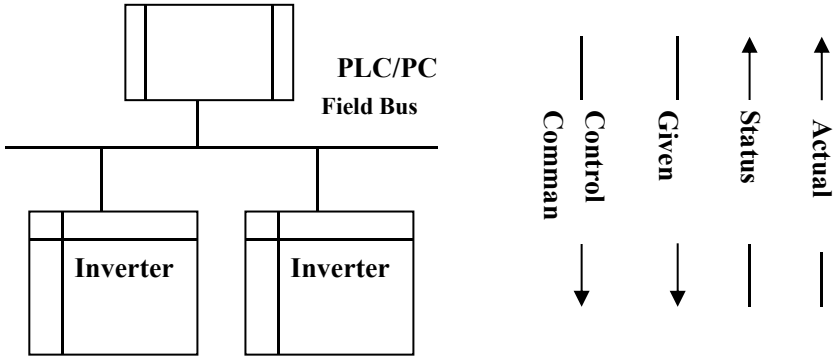 PLC/PC
Field Bus
Inverter
Inverter
Control
Comman
Given
Status
Actual